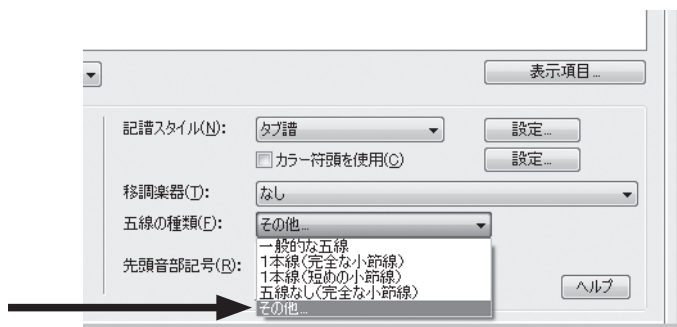 表示項目...
記譜スタイル(N): タブ譜 設定...
カラー符頭を使用(C) 設定...
移調楽器(T): なし
五線の種類(F): その他...
一般的な五線
1本線(完全な小節線)
1本線(短めの小節線)
五線なし(完全な小節線)
その他...
先頭音部記号(R):
ヘルプ